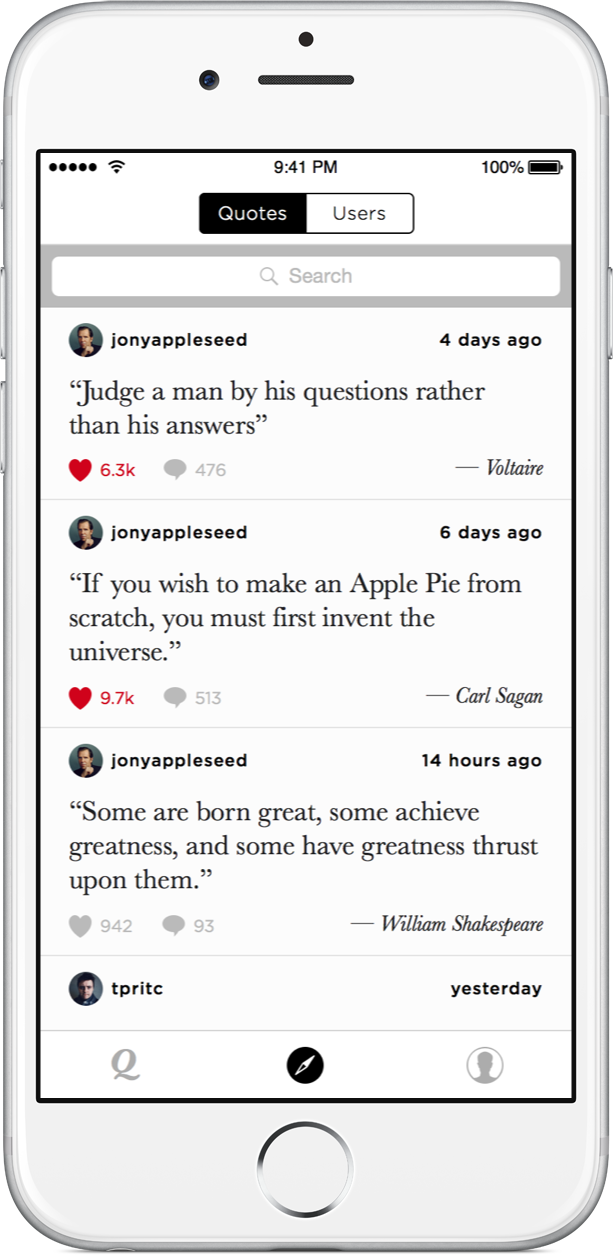 9:41 PM 100%
Quotes Users
Search
jonyappleseed 4 days ago
“Judge a man by his questions rather
than his answers”
6.3k 476 — Voltaire
jonyappleseed 6 days ago
“If you wish to make an Apple Pie from
scratch, you must first invent the
universe.”
9.7k 513 — Carl Sagan
jonyappleseed 14 hours ago
“Some are born great, some achieve
greatness, and some have greatness thrust
upon them.”
942 93 — William Shakespeare
tpritc yesterday
Q